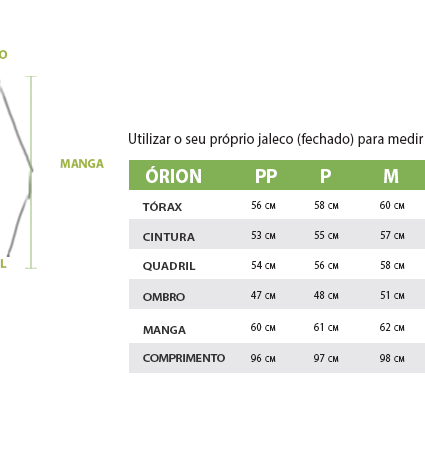 O
Utilizar o seu próprio jaleco (fechado) para medir
MANGA
ÓRION PP P M
TÓRAX 56 CM 58 CM 60 CM
CINTURA 53 CM 55 CM 57 CM
QUADRIL 54 CM 56 CM 58 CM
L
OMBRO 47 CM 48 CM 51 CM
MANGA 60 CM 61 CM 62 CM
COMPRIMENTO 96 CM 97 CM 98 CM